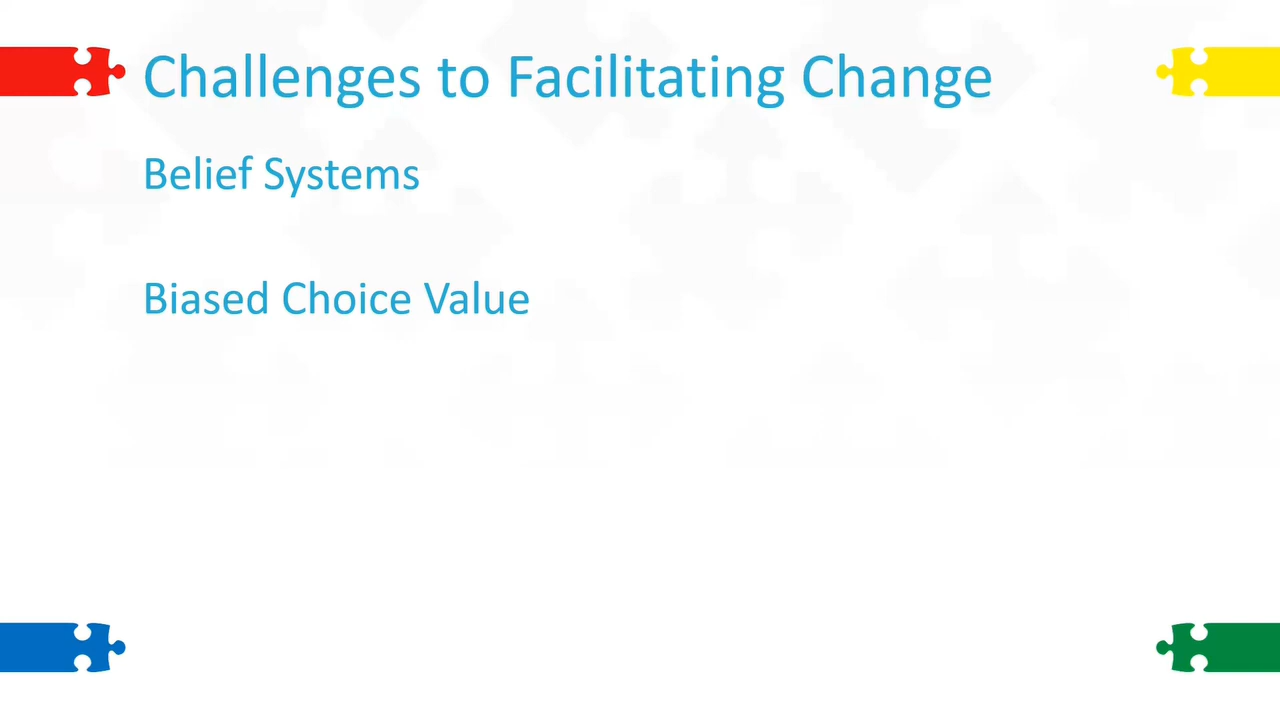 Challenges to Facilitating Change
Belief Systems
Biased Choice Value